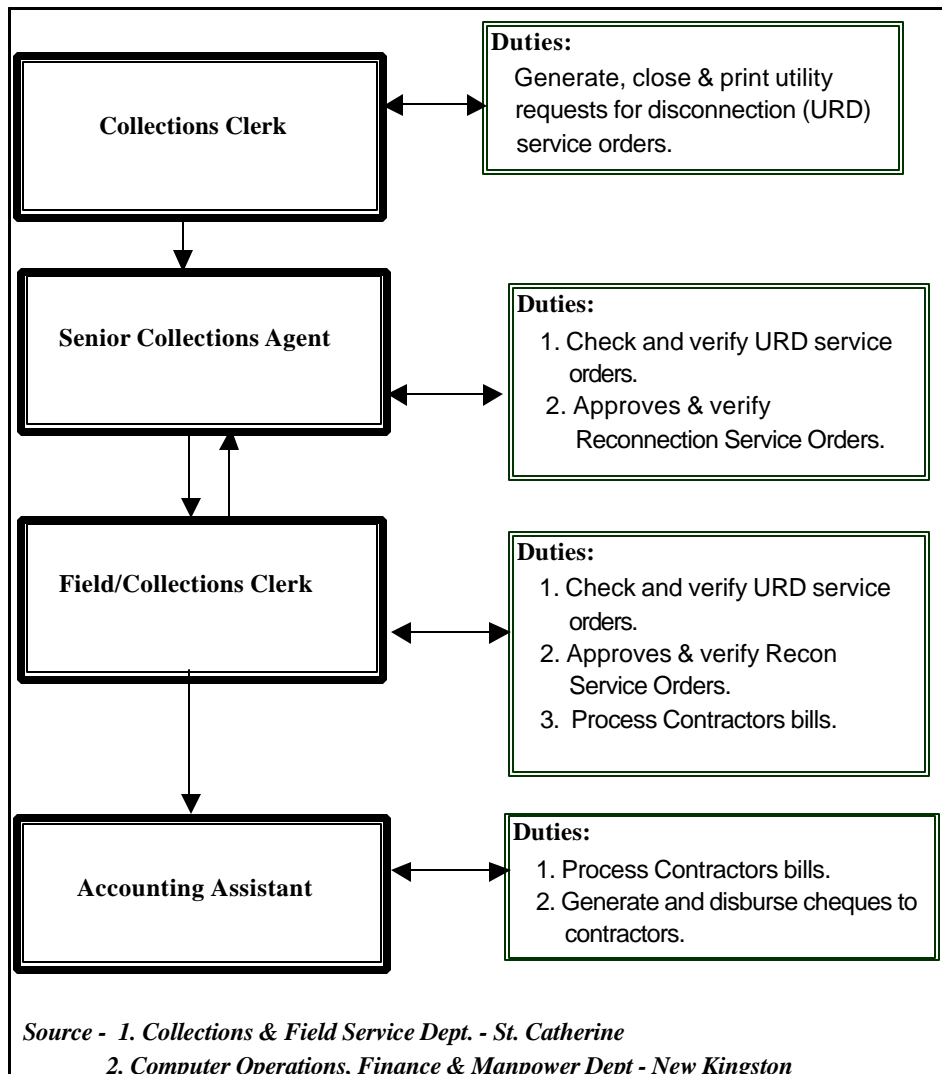 Collections Clerk
Duties:
Generate, close & print utility
requests for disconnection (URD)
service orders.
Senior Collections Agent
Duties:
1. Check and verify URD service
orders.
2. Approves & verify
Reconnection Service Orders.
Field/Collections Clerk
Duties:
1. Check and verify URD service
orders.
2. Approves & verify Recon
Service Orders.
3. Process Contractors bills.
Accounting Assistant
Duties:
1. Process Contractors bills.
2. Generate and disburse cheques to
contractors.
Source - 1. Collections & Field Service Dept. - St. Catherine
2. Computer Operations, Finance & Manpower Dept - New Kingston